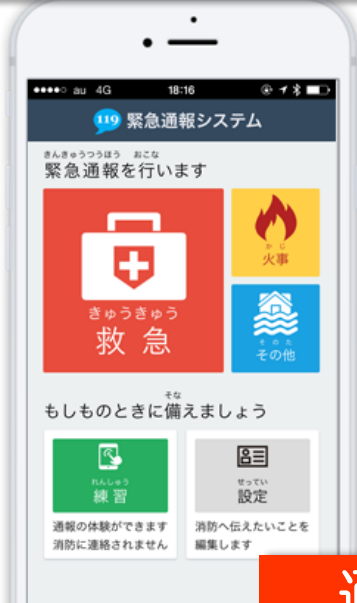 au 4G 18:16
119 緊急通報システム
きんきゅうつうほう おこな
緊急通報を行います
きゅうきゅう
救急
かじ
火事
そのた
その他
そな
もしものときに備えましょう
れんしゅう
練習
通報の体験ができます
消防に連絡されません
せってい
設定
消防へ伝えたいことを
編集します